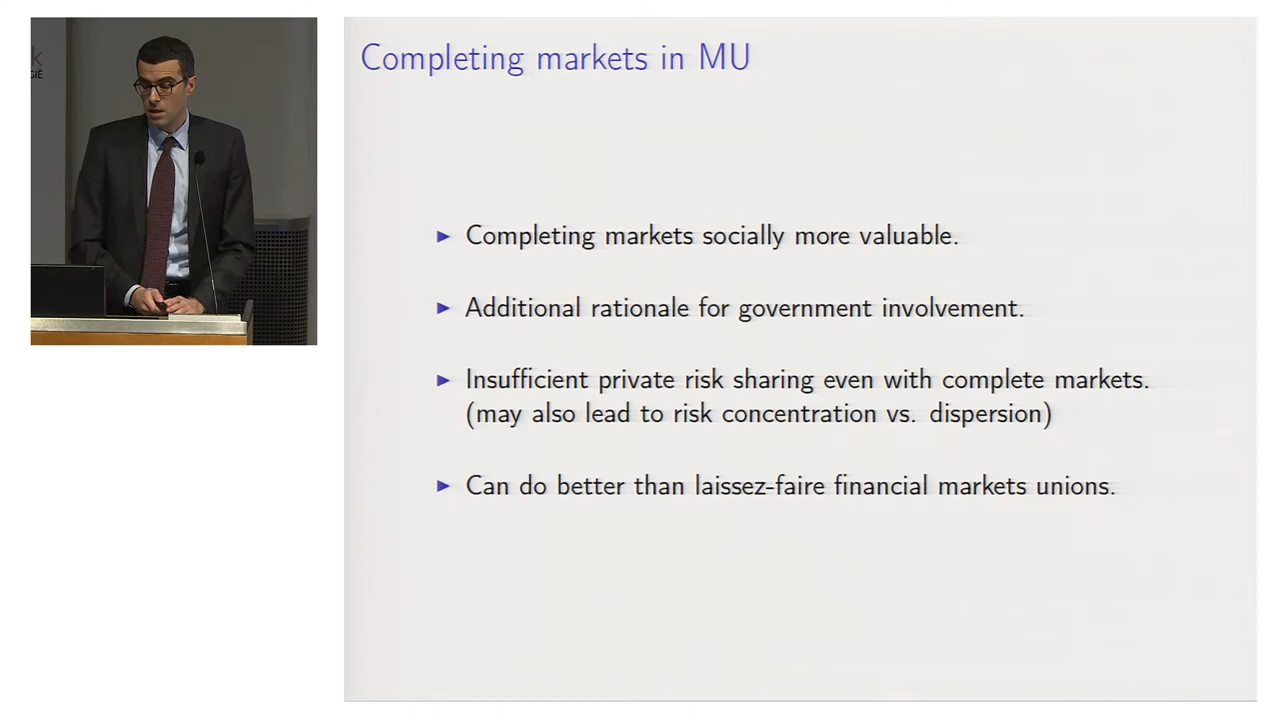 Completing markets in MU
▶ Completing markets socially more valuable.
▶ Additional rationale for government involvement.
▶ Insufficient private risk sharing even with complete markets.
(may also lead to risk concentration vs. dispersion)
▶ Can do better than laissez-faire financial markets unions.